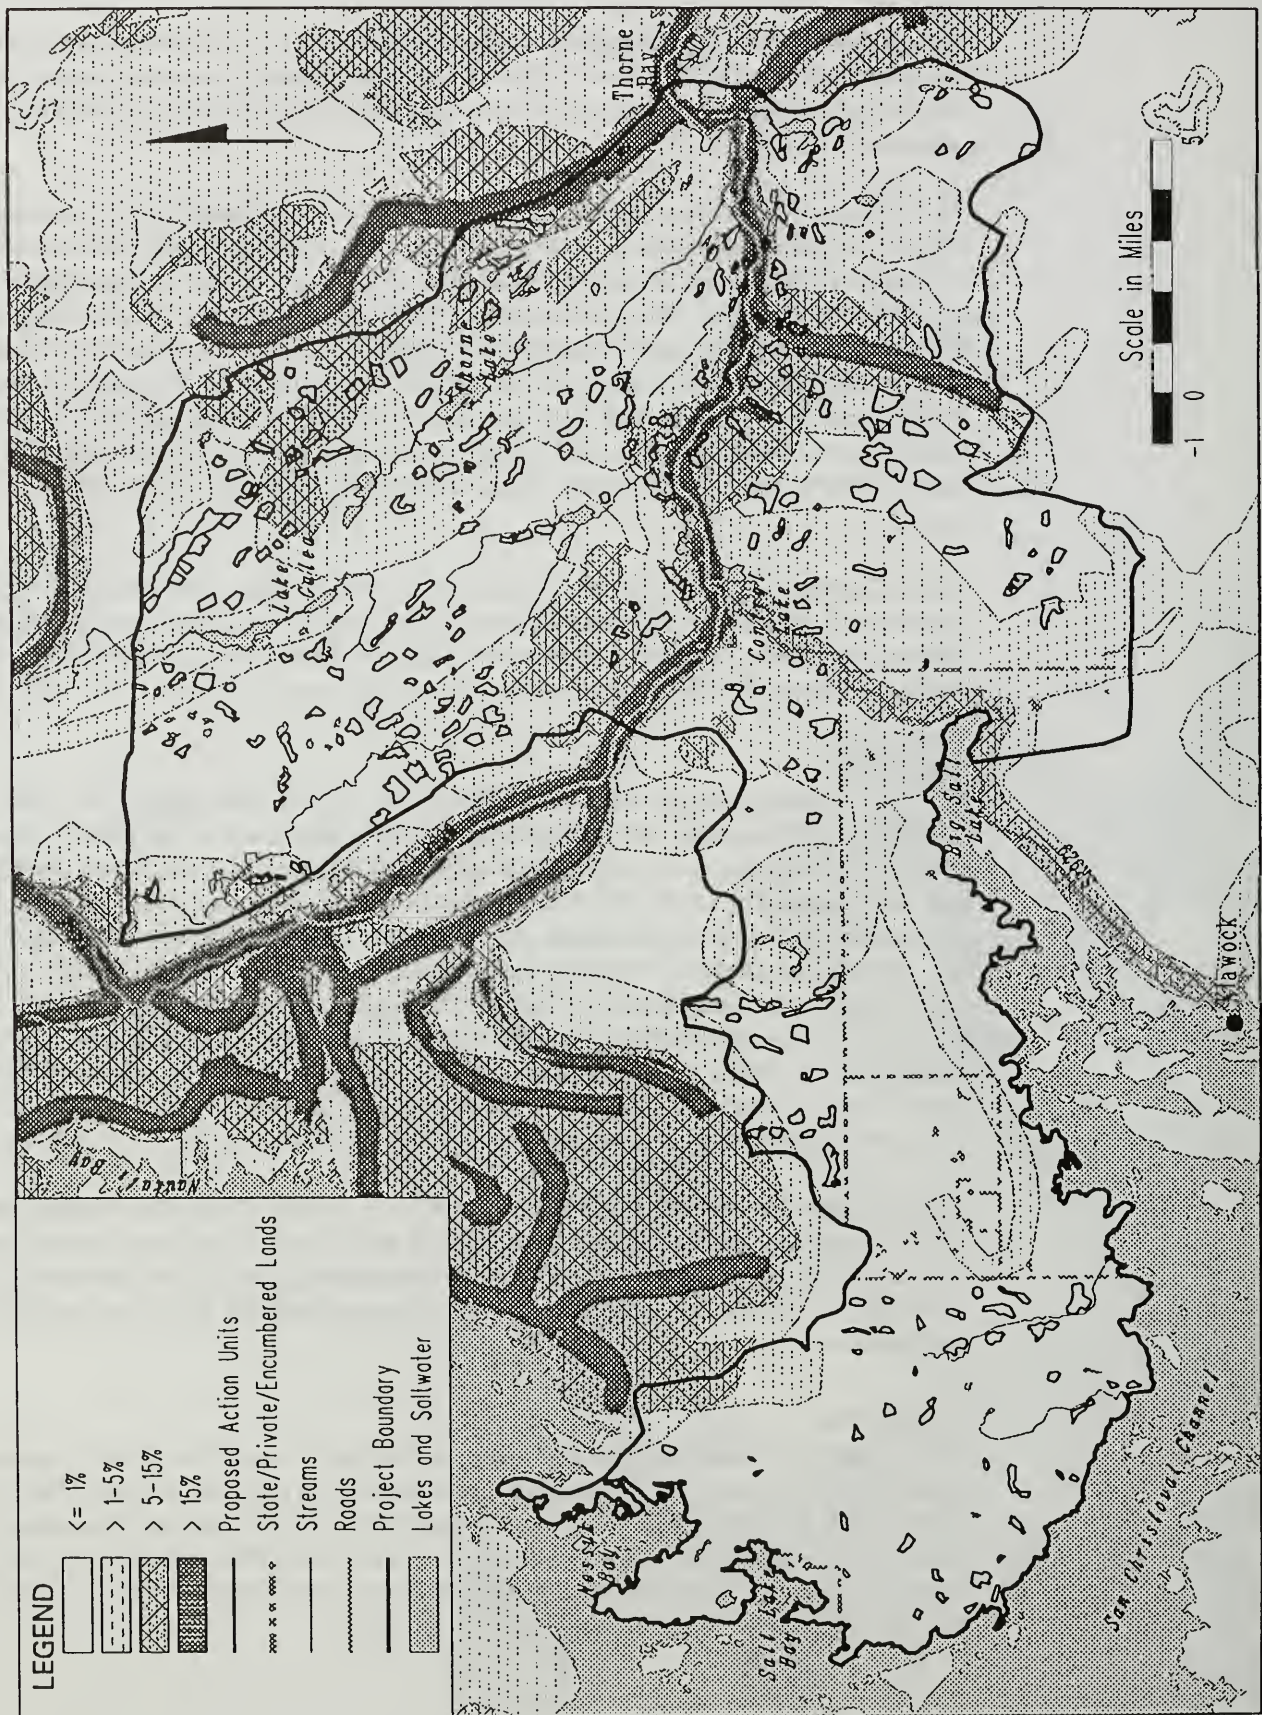 LEGEND
<= 1%
> 1-5%
> 5-15%
> 15%
Proposed Action Units
State/Private/Encumbered Lands
Streams
Roads
Project Boundary
Lakes and Saltwater
Thorne
Bay
Thorne
Lake
Lake
Galea
Control
Lake
Big Salt
Lake
Bay
Salt
Bay
San Christoval Channel
Scale in Miles
-1 0 5